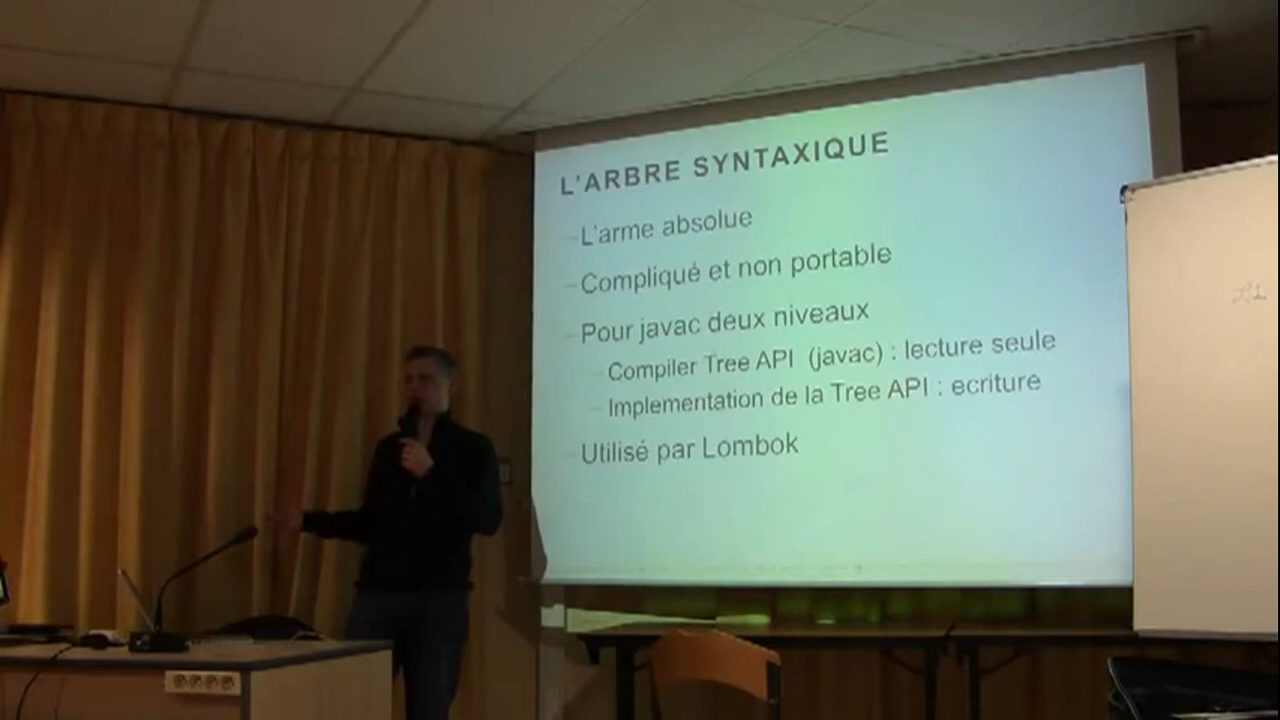 L'ARBRE SYNTAXIQUE
L'arme absolue
Compliqué et non portable
Pour javac deux niveaux
Compiler Tree API (javac) : lecture seule
Implementation de la Tree API : ecriture
Utilisé par Lombok